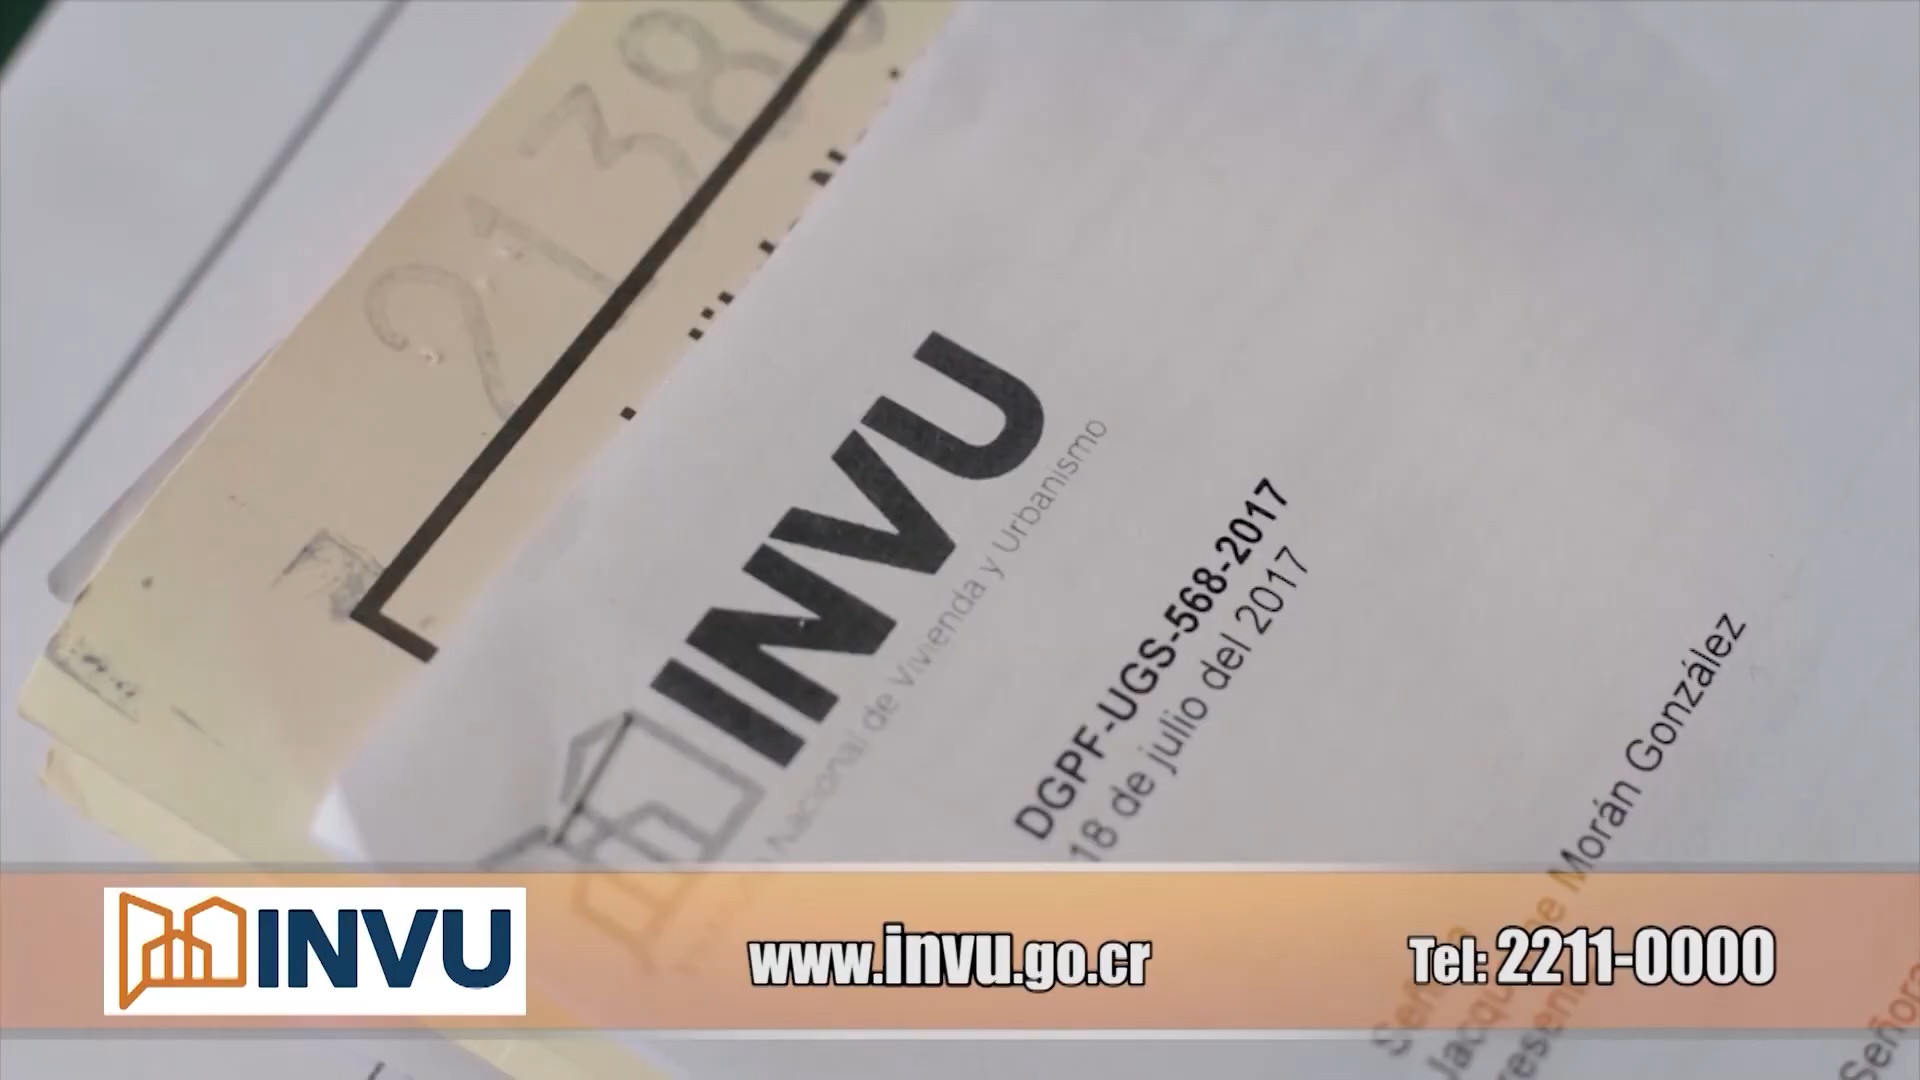 2138
INVU
Nacional de Vivienda y Urbanismo
DGPF-UGS-568-2017
18 de julio del 2017
Morán González
INVU
www.invu.go.cr
Tel: 2211-0000